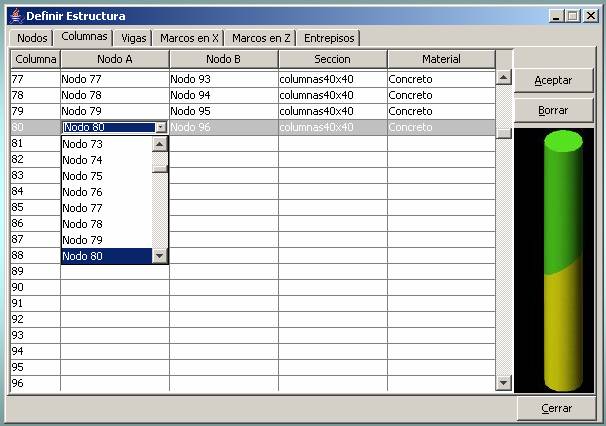 Definir Estructura
Nodos Columnas Vigas Marcos en X Marcos en Z Entrepisos
Columna Nodo A Nodo B Seccion Material
77 Nodo 77 Nodo 93 columnas40x40 Concreto
78 Nodo 78 Nodo 94 columnas40x40 Concreto
79 Nodo 79 Nodo 95 columnas40x40 Concreto
80 Nodo 80 Nodo 96 columnas40x40 Concreto
81 Nodo 73
82 Nodo 74
83 Nodo 75
84 Nodo 76
85 Nodo 77
86 Nodo 78
87 Nodo 79
88 Nodo 80
89
90
91
92
93
94
95
96
Aceptar
Borrar
Cerrar